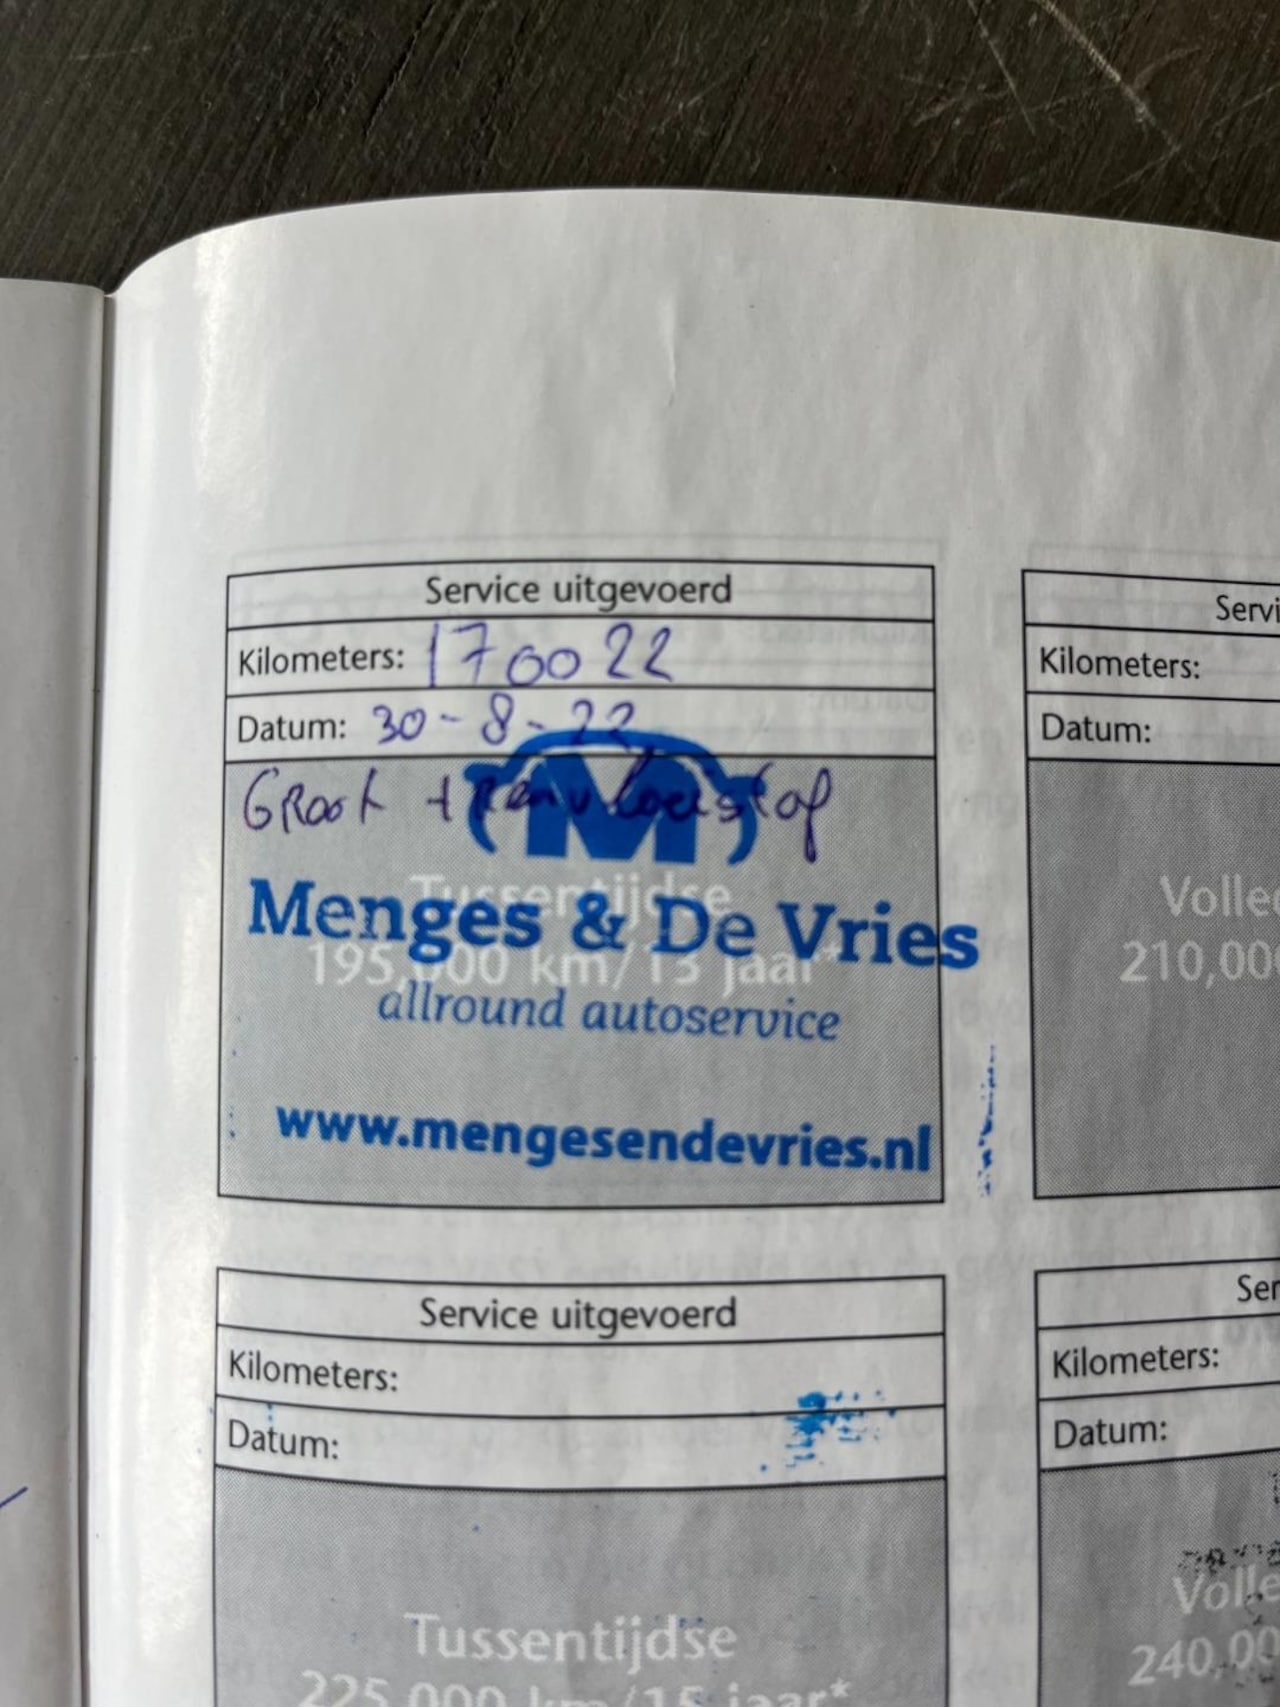 Service uitgevoerd
Kilometers: 170022
Datum: 30-8-22
Groot + Remvloeistof
M
Tussentijdse
Menges & De Vries
195,000 km/13 jaar*
allround autoservice
www.mengesendevries.nl
Servi
Kilometers:
Datum:
Volle
210,00
Service uitgevoerd
Kilometers:
Datum:
Tussentijdse
225,000 km/15 jaar*
Ser
Kilometers:
Datum:
Volle
240,00